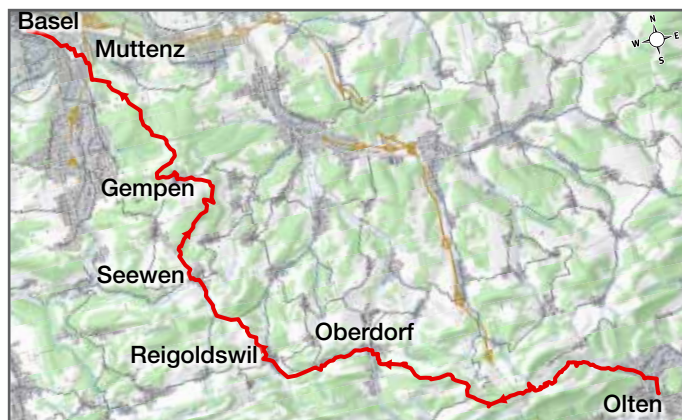 Basel
Muttenz
N
W E
S
Gempen
Seewen
Oberdorf
Reigoldswil
Olten